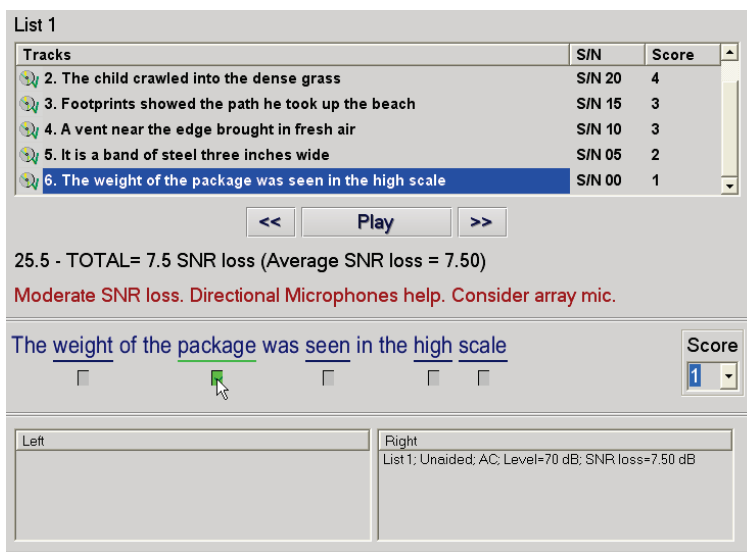 List 1
Tracks S/N Score
2. The child crawled into the dense grass S/N 20 4
3. Footprints showed the path he took up the beach S/N 15 3
4. A vent near the edge brought in fresh air S/N 10 3
5. It is a band of steel three inches wide S/N 05 2
6. The weight of the package was seen in the high scale S/N 00 1
<< Play >>
25.5 - TOTAL= 7.5 SNR loss (Average SNR loss = 7.50)
Moderate SNR loss. Directional Microphones help. Consider array mic.
The weight of the package was seen in the high scale Score
1
Left Right
List 1; Unaided; AC; Level=70 dB; SNR loss=7.50 dB